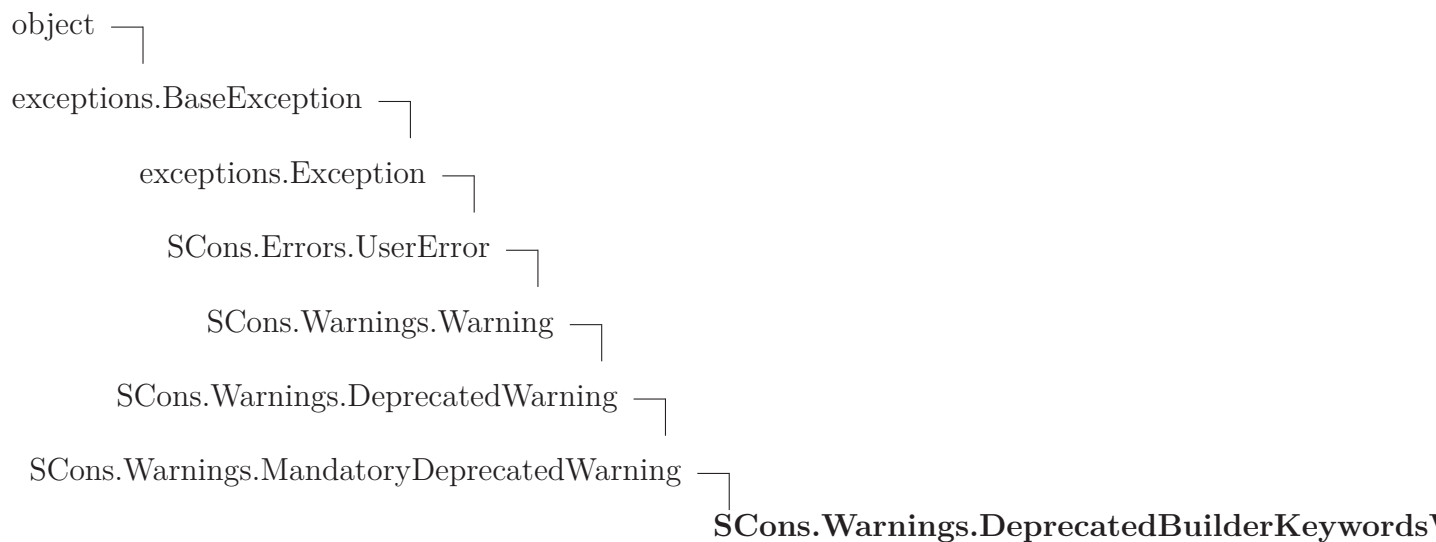 object
exceptions.BaseException
exceptions.Exception
SCons.Errors.UserError
SCons.Warnings.Warning
SCons.Warnings.DeprecatedWarning
SCons.Warnings.MandatoryDeprecatedWarning
SCons.Warnings.DeprecatedBuilderKeywords